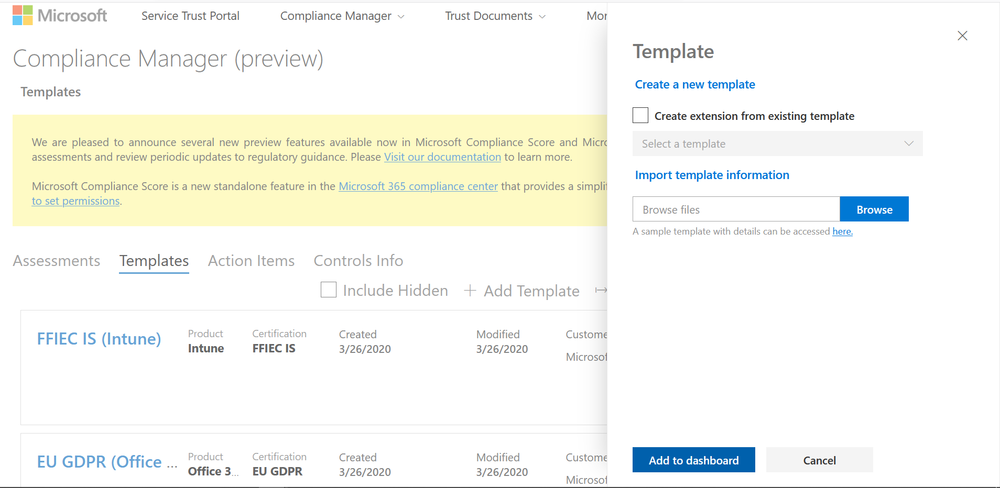 Microsoft
Service Trust Portal
Compliance Manager
Trust Documents
Mor
Compliance Manager (preview)
Templates
We are pleased to announce several new preview features available now in Microsoft Compliance Score and Micro
assessments and review periodic updates to regulatory guidance. Please Visit our documentation to learn more.
Microsoft Compliance Score is a new standalone feature in the Microsoft 365 compliance center that provides a simplif
to set permissions.
Assessments
Templates
Action Items
Controls Info
Include Hidden
Add Template
FFIEC IS (Intune)
Product
Intune
Certification
FFIEC IS
Created
3/26/2020
Modified
3/26/2020
Custome
Microsof
EU GDPR (Office ...
Product
Office 3...
Certification
EU GDPR
Created
3/26/2020
Modified
3/26/2020
Custome
Microsof
Template
Create a new template
Create extension from existing template
Select a template
Import template information
Browse files
Browse
A sample template with details can be accessed here.
Add to dashboard
Cancel